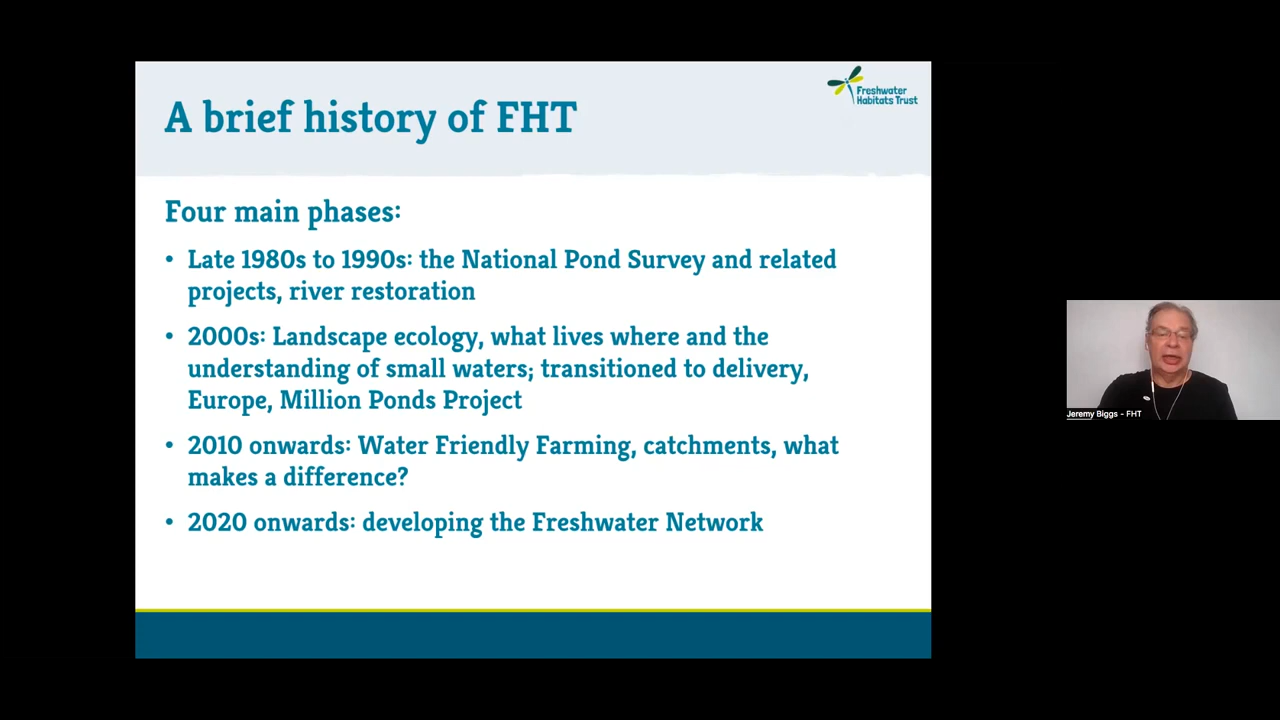 Freshwater
Habitats Trust
A brief history of FHT
Four main phases:
• Late 1980s to 1990s: the National Pond Survey and related
projects, river restoration
• 2000s: Landscape ecology, what lives where and the
understanding of small waters; transitioned to delivery,
Europe, Million Ponds Project
• 2010 onwards: Water Friendly Farming, catchments, what
makes a difference?
• 2020 onwards: developing the Freshwater Network
Jeremy Biggs - FHT